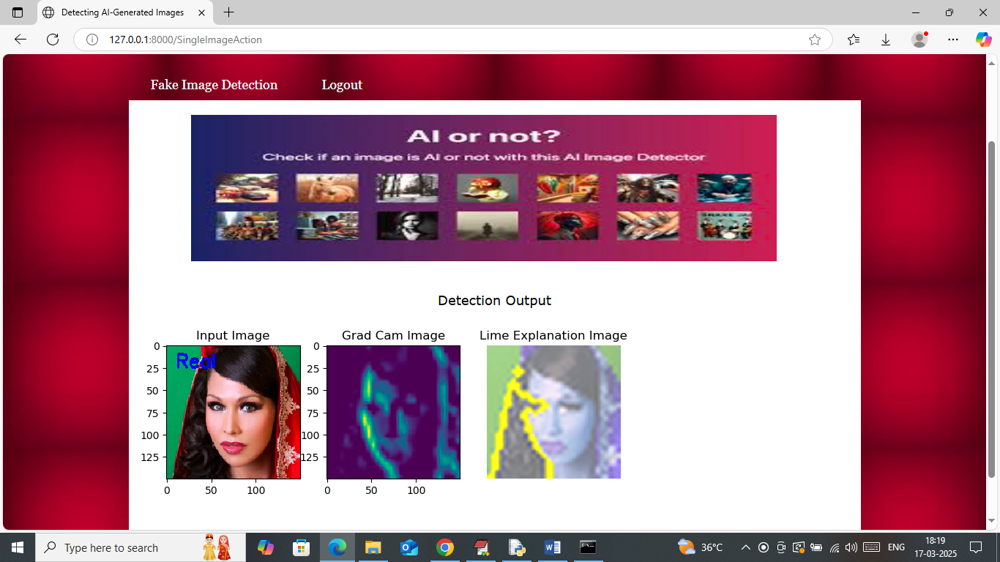 Detecting AI-Generated Images
127.0.0.1:8000/SingleImageAction
Fake Image Detection Logout
AI or not?
Check if an image is AI or not with this AI Image Detector
Detection Output
Input Image Grad Cam Image Lime Explanation Image
Real
0 0
25 25
50 50
75 75
100 100
125 125
0 50 100 0 50 100
Type here to search 36°C ENG 18:19
17-03-2025